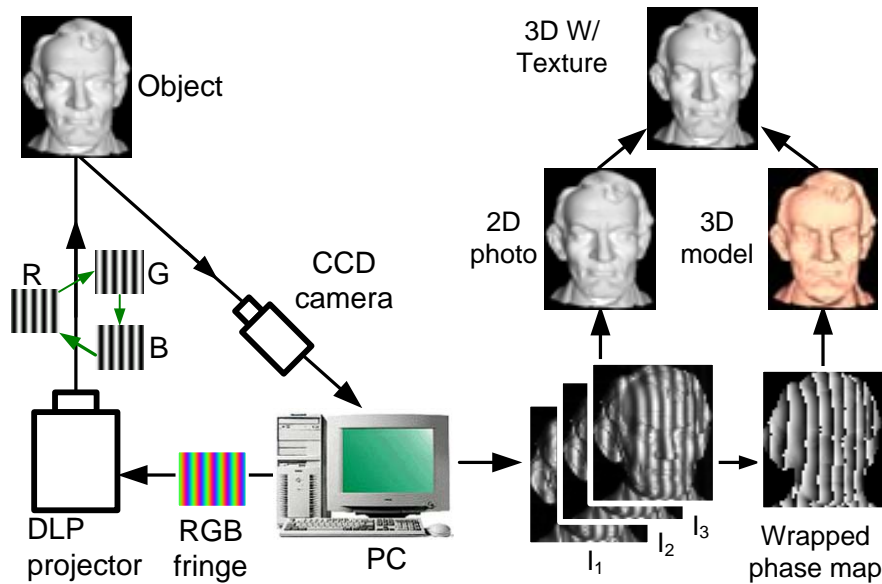 Object
3D W/
Texture
2D
photo
3D
model
R
G
B
CCD
camera
DLP
projector
RGB
fringe
PC
I1
I2
I3
Wrapped
phase map